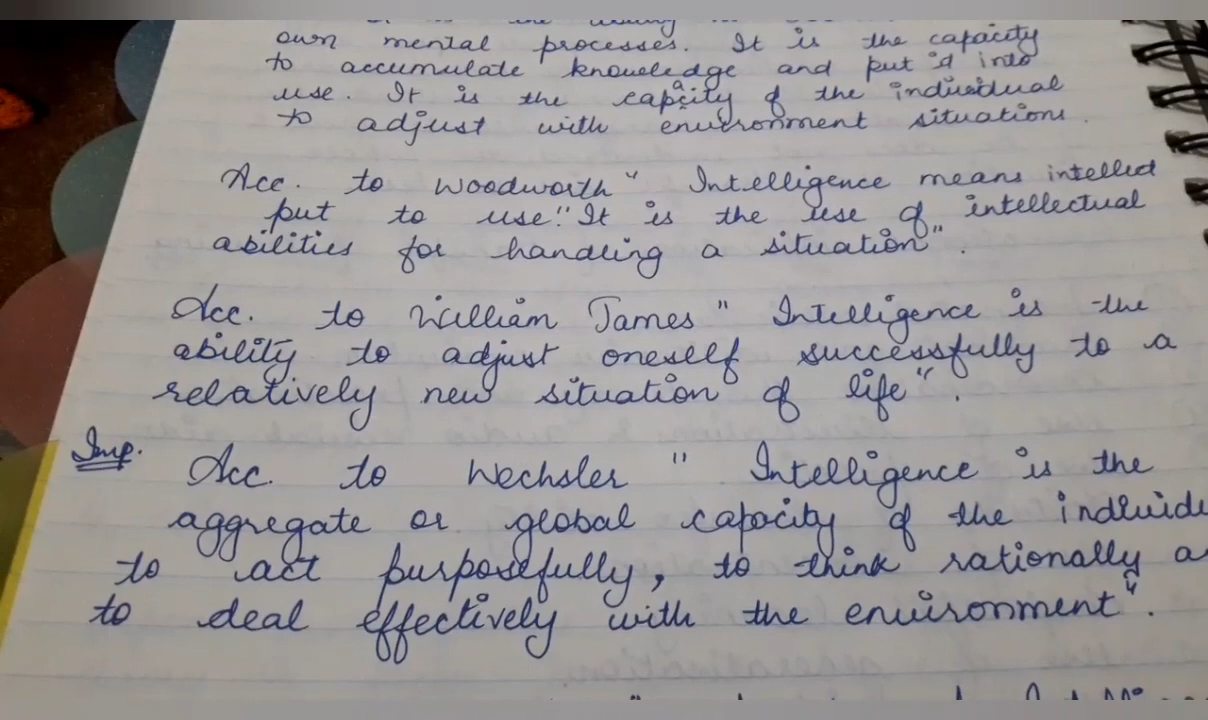 own mental processes. It is the capacity
to accumulate knowledge and put it into
use. It is the capacity of the individual
to adjust with environment situations.
Acc. to Woodworth " Intelligence means intellect
put to use." It is the use of intellectual
abilities for handling a situation".
Acc. to William James " Intelligence is the
ability to adjust oneself successfully to a
relatively new situation of life".
Imp.
Acc. to Wechsler " Intelligence is the
aggregate or global capacity of the
to act purposefully, to think rationally
to deal effectively with the environment".